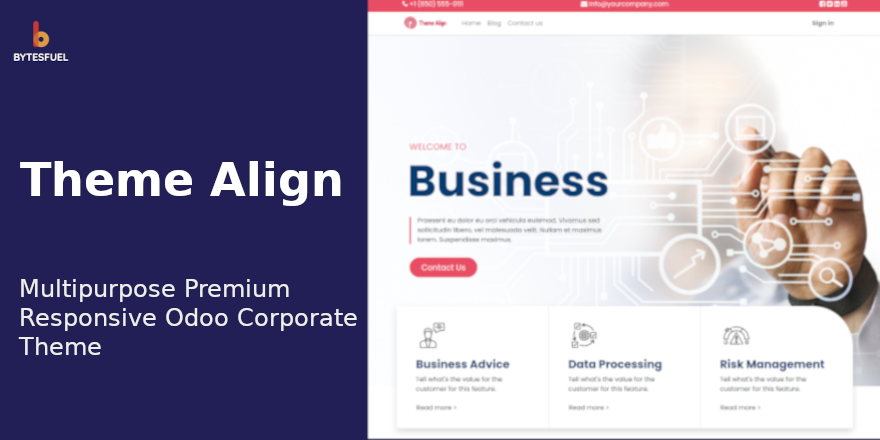 BYTESFUEL
Theme Align
Multipurpose Premium
Responsive Odoo Corporate
Theme
+1 (650) 555-0111
info@yourcompany.com
Theme Align
Home
Blog
Contact us
Sign in
WELCOME TO
Business
Praesent eu dolor eu orci vehicula euismod. Vivamus sed
sollicitudin libero, vel malesuada velit. Nullam et maximus
lorem. Suspendisse maximus.
Contact Us
Business Advice
Tell what's the value for the
customer for this feature.
Read more >
Data Processing
Tell what's the value for the
customer for this feature.
Read more >
Risk Management
Tell what's the value for the
customer for this feature.
Read more >